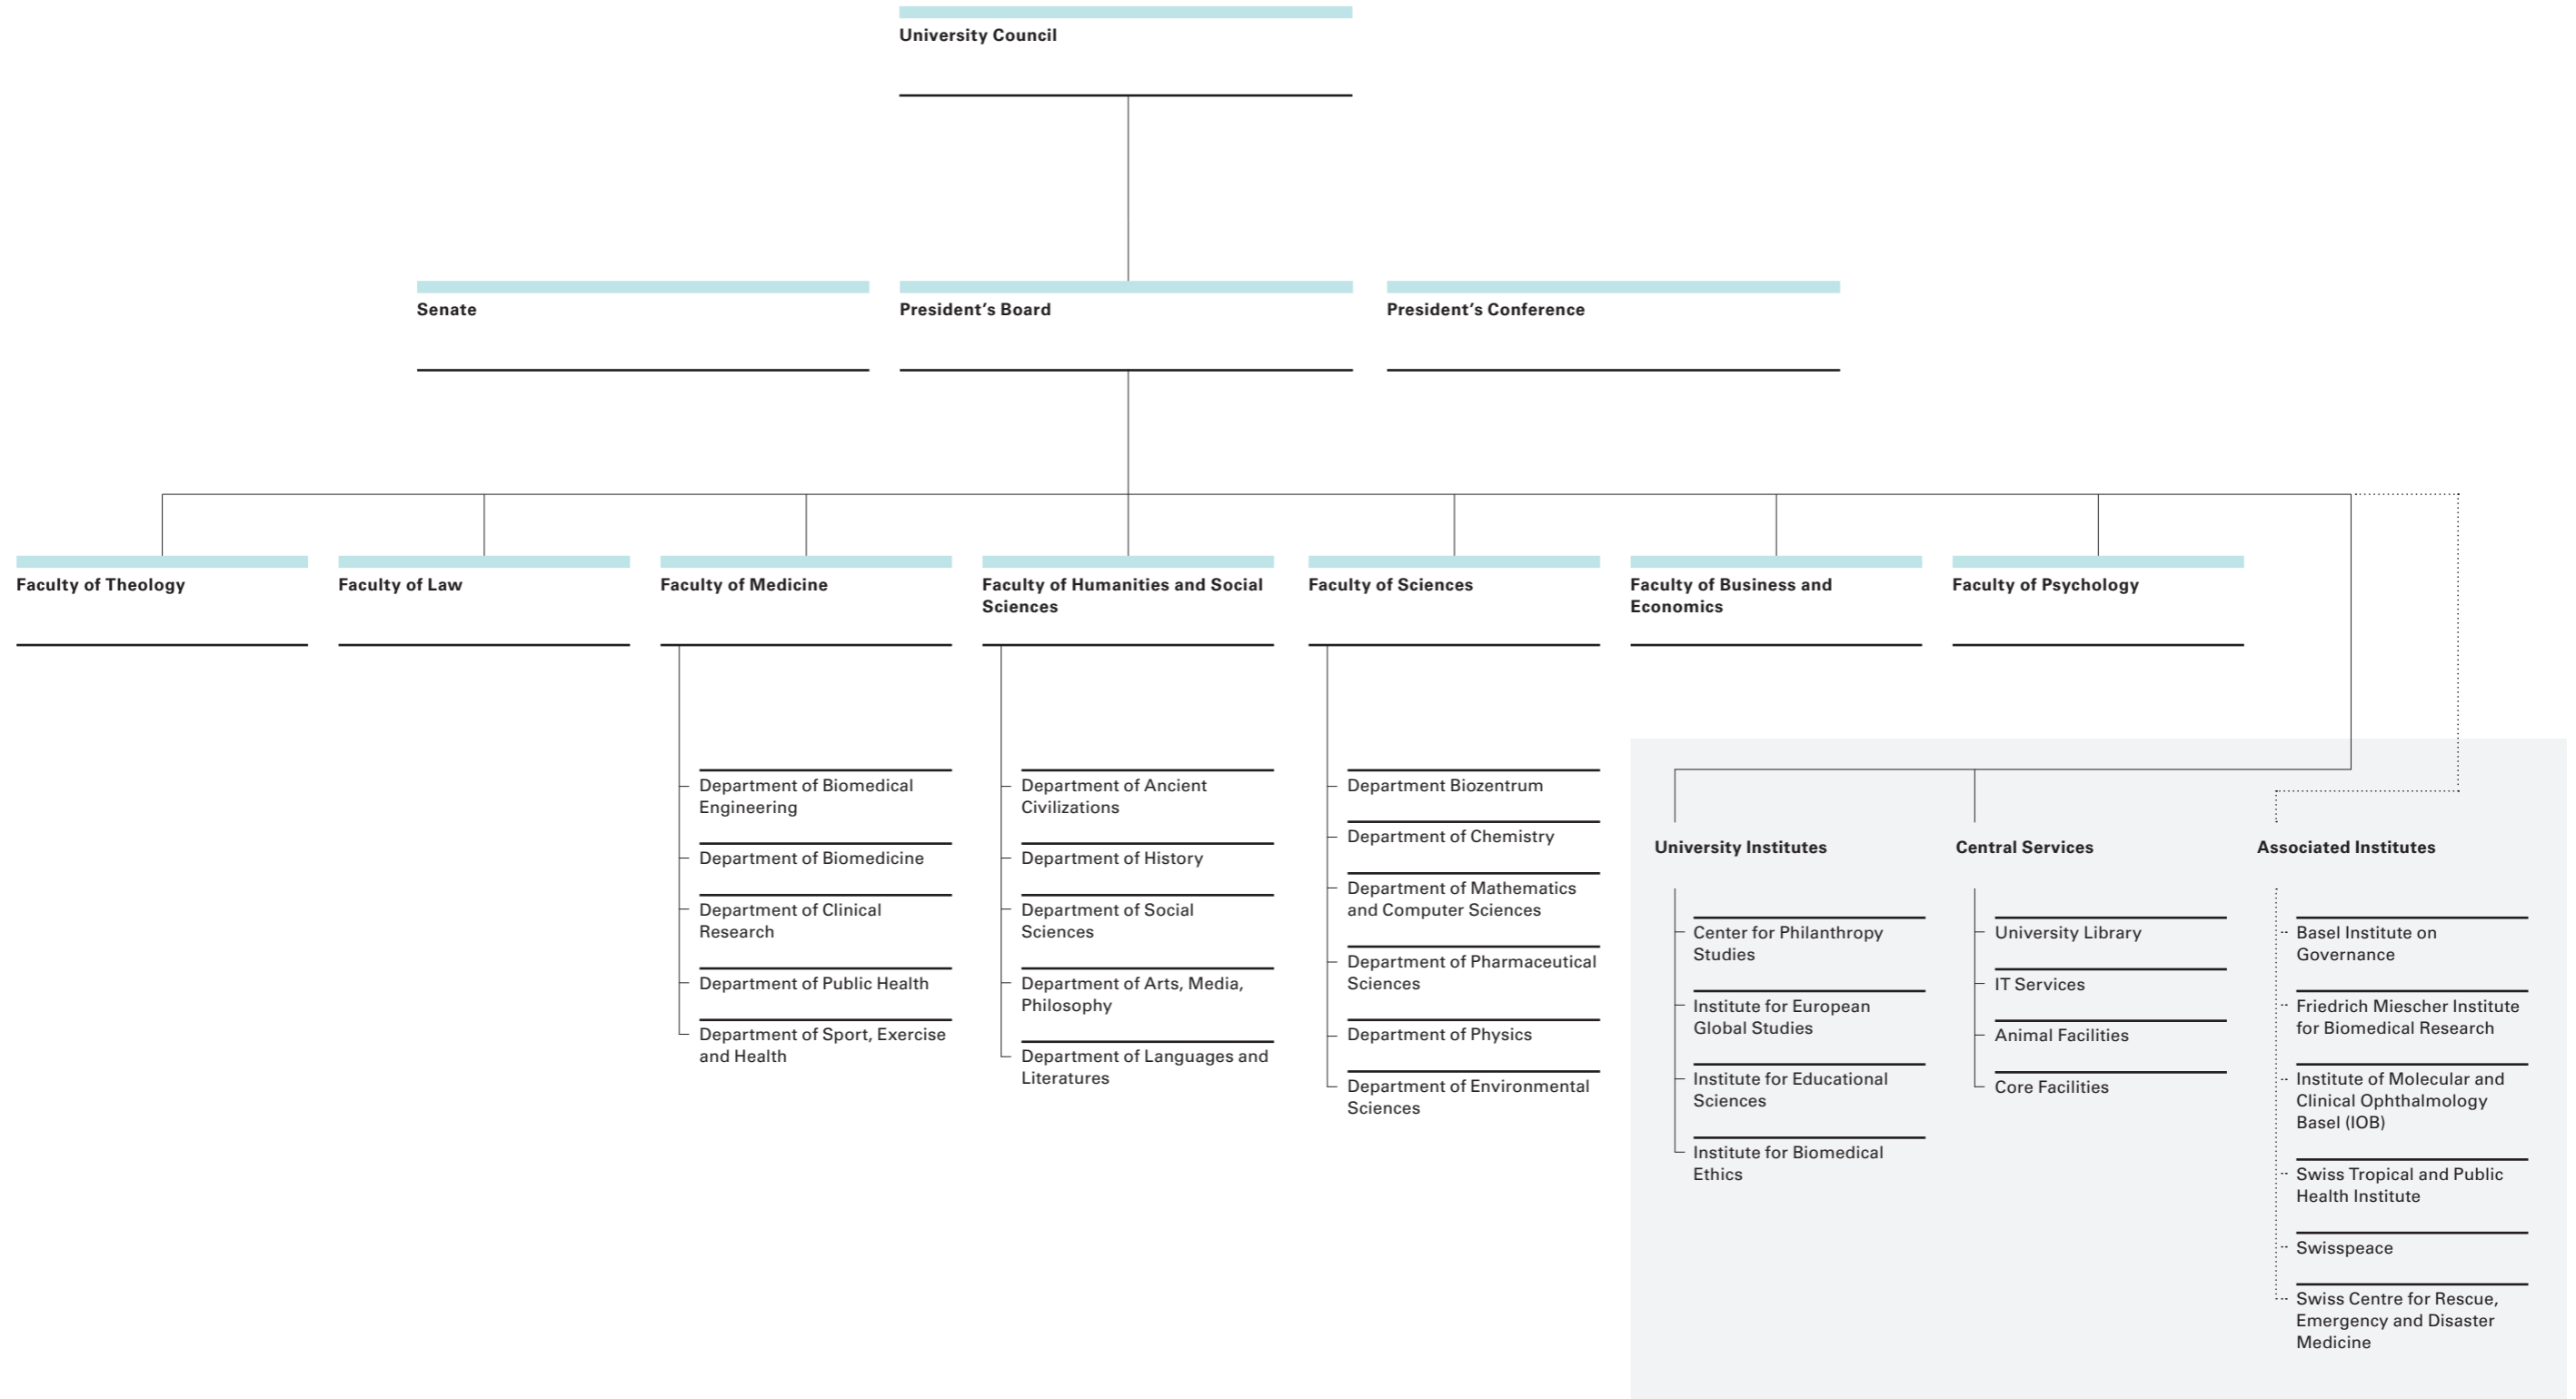 University Council
Senate
President’s Board
President’s Conference
Faculty of Theology
Faculty of Law
Faculty of Medicine
Faculty of Humanities and Social
Sciences
Faculty of Sciences
Faculty of Business and
Economics
Faculty of Psychology
Department of Biomedical
Engineering
Department of Biomedicine
Department of Clinical
Research
Department of Public Health
Department of Sport, Exercise
and Health
Department of Ancient
Civilizations
Department of History
Department of Social
Sciences
Department of Arts, Media,
Philosophy
Department of Languages and
Literatures
Department Biozentrum
Department of Chemistry
Department of Mathematics
and Computer Sciences
Department of Pharmaceutical
Sciences
Department of Physics
Department of Environmental
Sciences
University Institutes
Center for Philanthropy
Studies
Institute for European
Global Studies
Institute for Educational
Sciences
Institute for Biomedical
Ethics
Central Services
University Library
IT Services
Animal Facilities
Core Facilities
Associated Institutes
Basel Institute on
Governance
Friedrich Miescher Institute
for Biomedical Research
Institute of Molecular and
Clinical Ophthalmology
Basel (IOB)
Swiss Tropical and Public
Health Institute
Swisspeace
Swiss Centre for Rescue,
Emergency and Disaster
Medicine